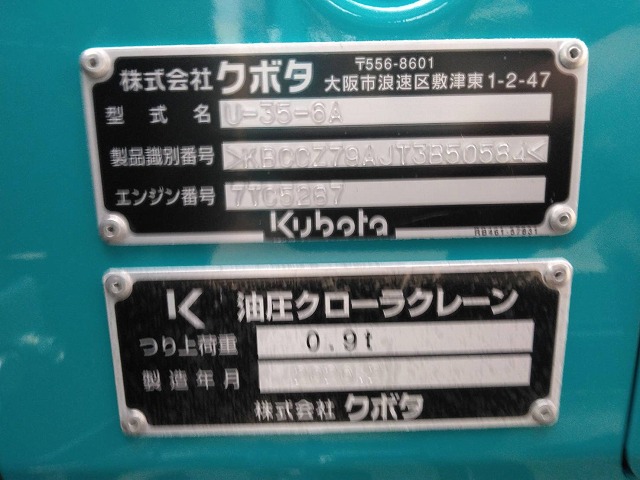 株式会社 クボタ
〒556-8601
大阪市浪速区敷津東1-2-47
型式名 U-35-6A
製品識別番号 >KBCCZ79AJT3B50584<
エンジン番号 7TC5287
Kubota
RB461-57831
K 油圧クローラクレーン
つり上荷重 0.9t
製造年月
株式会社 クボタ